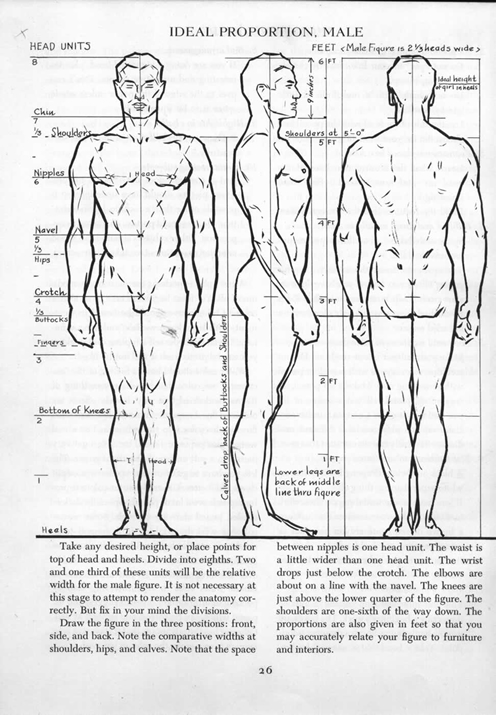 IDEAL PROPORTION, MALE
HEAD UNITS
FEET <Male Figure is 2⅓ heads wide>
8
6 FT
Ideal height
of girl in heels
9 inches
Chin
7
⅓ Shoulders
Shoulders at 5'-0"
5 FT
Nipples
6
1 Head
4 FT
Navel
5
⅓
Hips
Crotch
4
3 FT
⅓
Buttocks
Fingers
3
Calves drop back of Buttocks and Shoulders
2 FT
Bottom of Knees
2
1 Head
1 FT
1
Lower legs are
back of middle
line thru figure
Heels
Take any desired height, or place points for
top of head and heels. Divide into eighths. Two
and one third of these units will be the relative
width for the male figure. It is not necessary at
this stage to attempt to render the anatomy cor-
rectly. But fix in your mind the divisions.
Draw the figure in the three positions: front,
side, and back. Note the comparative widths at
shoulders, hips, and calves. Note that the space
between nipples is one head unit. The waist is
a little wider than one head unit. The wrist
drops just below the crotch. The elbows are
about on a line with the navel. The knees are
just above the lower quarter of the figure. The
shoulders are one-sixth of the way down. The
proportions are also given in feet so that you
may accurately relate your figure to furniture
and interiors.
26